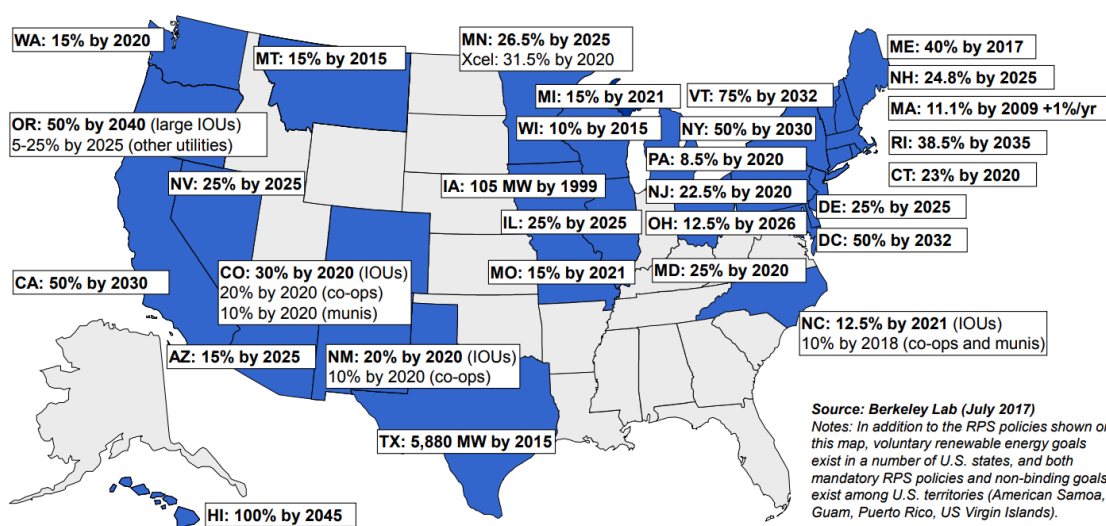 WA: 15% by 2020
MT: 15% by 2015
MN: 26.5% by 2025
Xcel: 31.5% by 2020
ME: 40% by 2017
NH: 24.8% by 2025
MI: 15% by 2021
VT: 75% by 2032
MA: 11.1% by 2009 +1%/yr
OR: 50% by 2040 (large IOUs)
5-25% by 2025 (other utilities)
WI: 10% by 2015
NY: 50% by 2030
RI: 38.5% by 2035
PA: 8.5% by 2020
CT: 23% by 2020
NV: 25% by 2025
IA: 105 MW by 1999
NJ: 22.5% by 2020
DE: 25% by 2025
IL: 25% by 2025
OH: 12.5% by 2026
DC: 50% by 2032
CA: 50% by 2030
CO: 30% by 2020 (IOUs)
20% by 2020 (co-ops)
10% by 2020 (munis)
MO: 15% by 2021
MD: 25% by 2020
NC: 12.5% by 2021 (IOUs)
10% by 2018 (co-ops and munis)
AZ: 15% by 2025
NM: 20% by 2020 (IOUs)
10% by 2020 (co-ops)
TX: 5,880 MW by 2015
HI: 100% by 2045
Source: Berkeley Lab (July 2017)
Notes: In addition to the RPS policies shown on
this map, voluntary renewable energy goals
exist in a number of U.S. states, and both
mandatory RPS policies and non-binding goals
exist among U.S. territories (American Samoa,
Guam, Puerto Rico, US Virgin Islands).